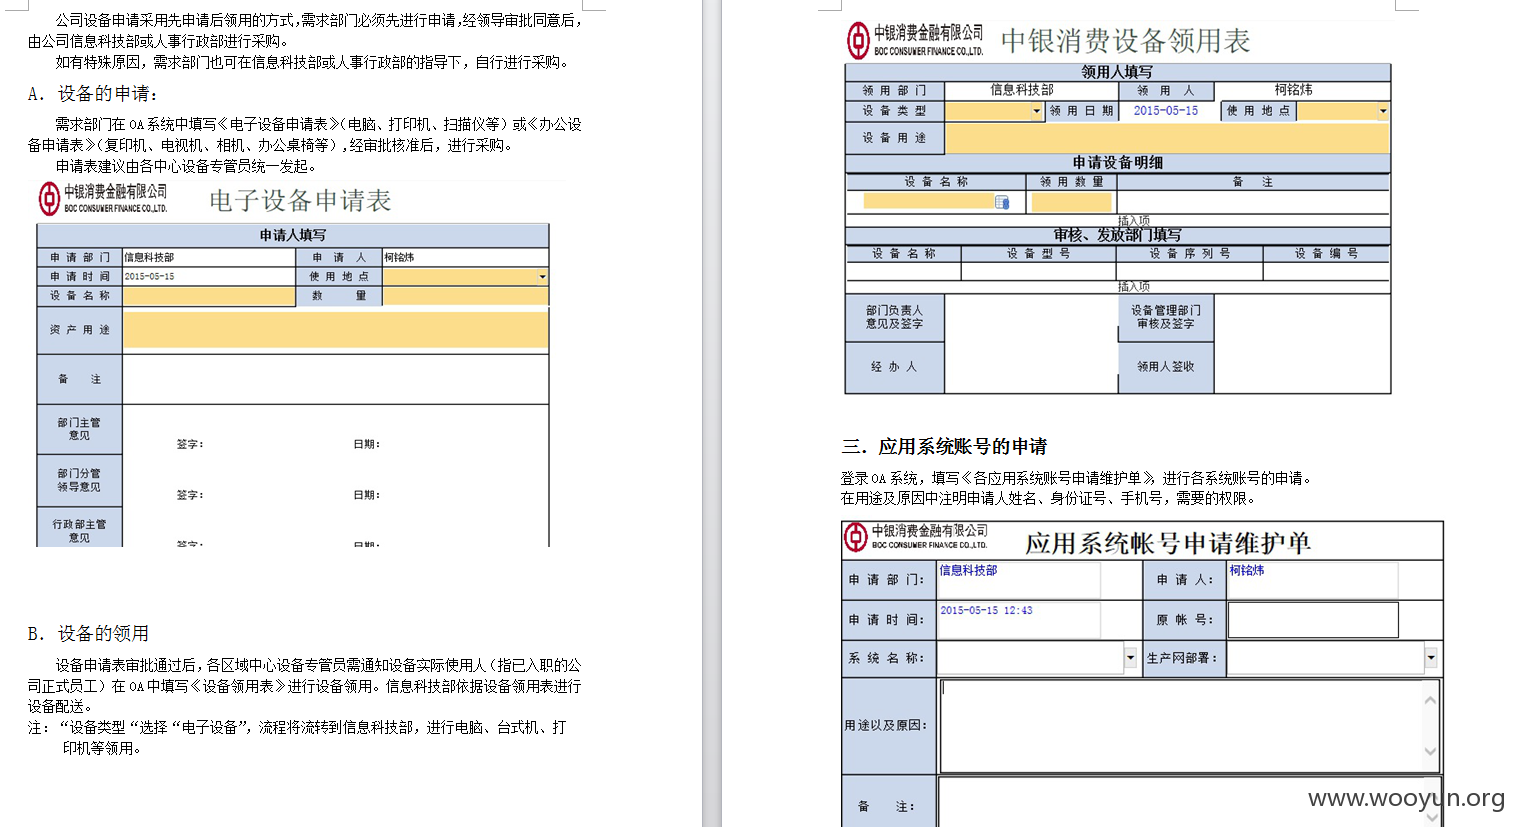 公司设备申请采用先申请后领用的方式,需求部门必须先进行申请,经领导审批同意后,
由公司信息科技部或人事行政部进行采购。
如有特殊原因，需求部门也可在信息科技部或人事行政部的指导下，自行进行采购。
A. 设备的申请：
需求部门在OA系统中填写《电子设备申请表》（电脑、打印机、扫描仪等）或《办公设
备申请表》（复印机、电视机、相机、办公桌椅等）,经审批核准后，进行采购。
申请表建议由各中心设备专管员统一发起。
中银消费金融有限公司
BOC CONSUMER FINANCE CO.,LTD.
电子设备申请表
申请人填写
申请部门 信息科技部 申请人 柯铭炜
申请时间 2015-05-15 使用地点
设备名称 数量
资产用途
备注
部门主管
意见
签字： 日期：
部门分管
领导意见
签字： 日期：
行政部主管
意见
签字： 日期：
B. 设备的领用
设备申请表审批通过后，各区域中心设备专管员需通知设备实际使用人（指已入职的公
司正式员工）在OA中填写《设备领用表》进行设备领用。信息科技部依据设备领用表进行
设备配送。
注：“设备类型“选择“电子设备”，流程将流转到信息科技部，进行电脑、台式机、打
印机等领用。
中银消费金融有限公司
BOC CONSUMER FINANCE CO.,LTD.
中银消费设备领用表
领用人填写
领用部门 信息科技部 领用人 柯铭炜
设备类型 领用日期 2015-05-15 使用地点
设备用途
申请设备明细
设备名称 领用数量 备注
插入项
审核、发放部门填写
设备名称 设备型号 设备序列号 设备编号
插入项
部门负责人
意见及签字
设备管理部门
审核及签字
经办人 领用人签收
三. 应用系统账号的申请
登录OA系统，填写《各应用系统账号申请维护单》，进行各系统账号的申请。
在用途及原因中注明申请人姓名、身份证号、手机号，需要的权限。
中银消费金融有限公司
BOC CONSUMER FINANCE CO.,LTD.
应用系统帐号申请维护单
申请部门： 信息科技部 申请人： 柯铭炜
申请时间： 2015-05-15 12:43 原帐号：
系统名称： 生产网部署：
用途以及原因：
备注：
www.wooyun.org